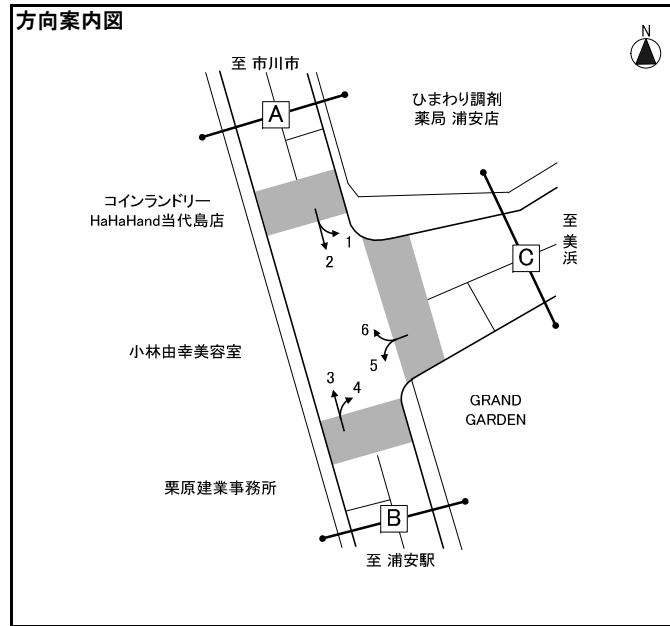 方向案内図
N
至 市川市
A
ひまわり調剤
薬局 浦安店
コインランドリー
HaHaHand当代島店
1
2
至
美
浜
C
小林由幸美容室
6
5
3
4
GRAND
GARDEN
栗原建業事務所
B
至 浦安駅